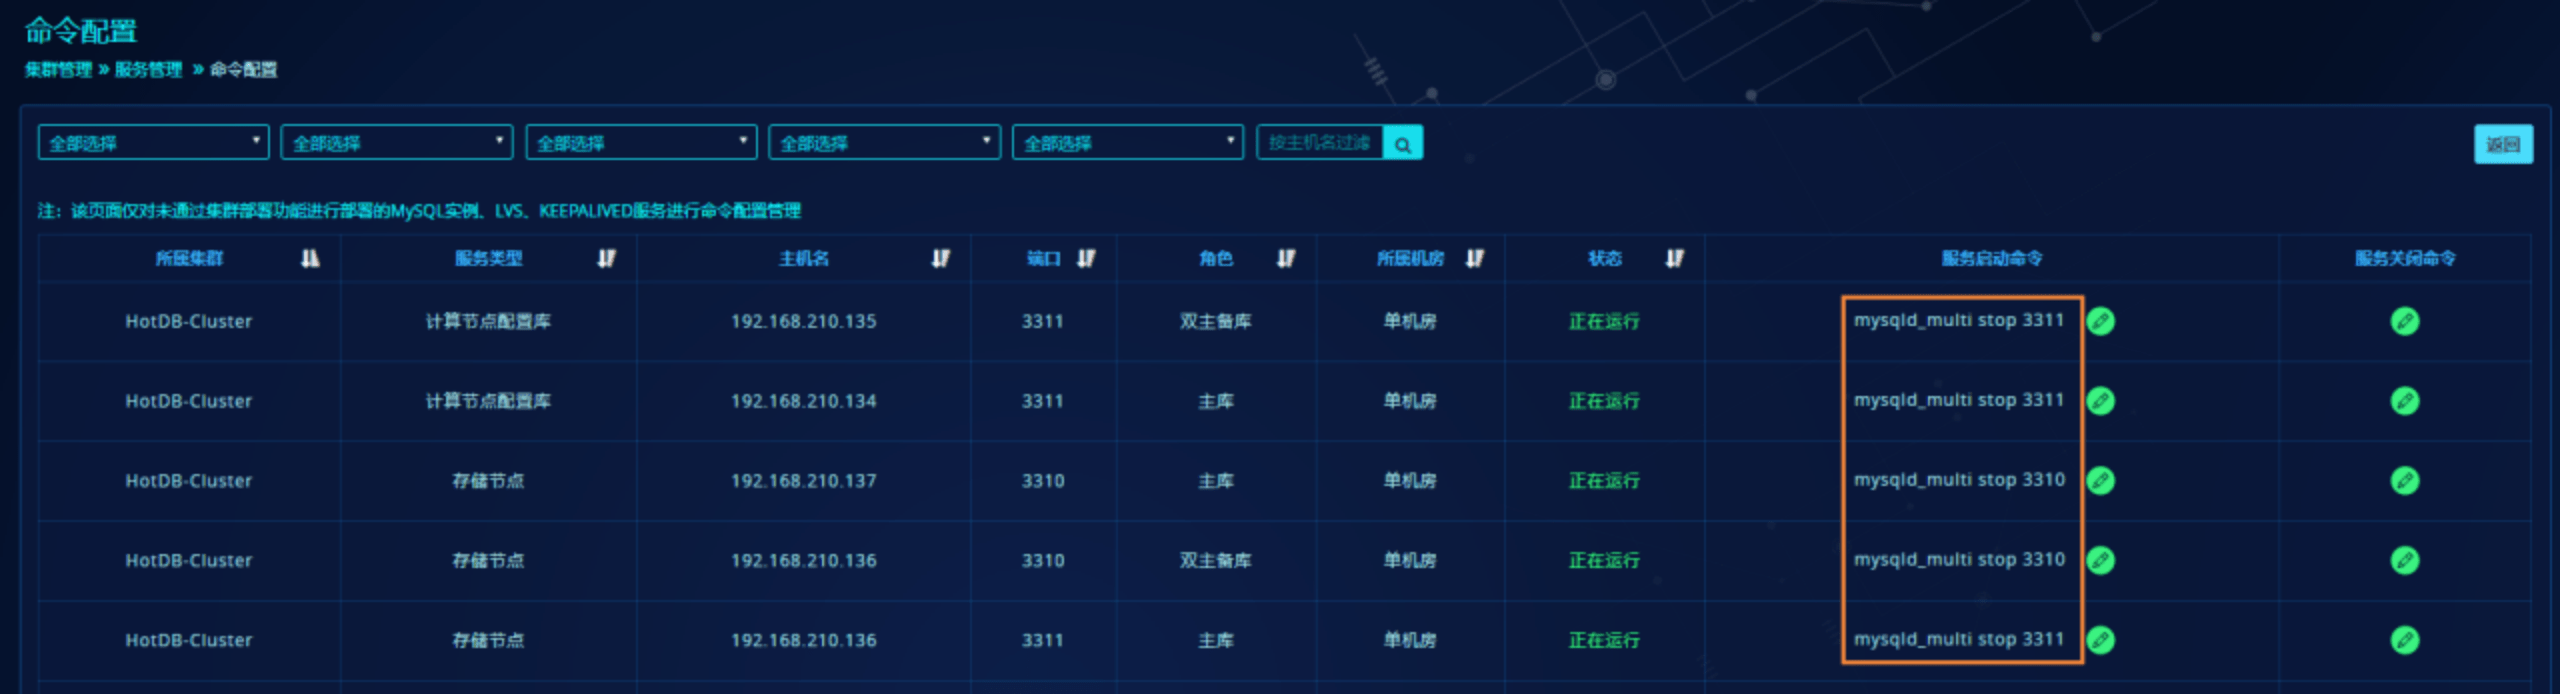 命令配置
集群管理 » 服务管理 » 命令配置
全部选择 全部选择 全部选择 全部选择 全部选择 按主机名过滤 返回
注：该页面仅对未通过集群部署功能进行部署的MySQL实例、LVS、KEEPALIVED服务进行命令配置管理
所属集群 服务类型 主机名 端口 角色 所属机房 状态 服务启动命令 服务关闭命令
HotDB-Cluster 计算节点配置库 192.168.210.135 3311 双主备库 单机房 正在运行 mysqld_multi stop 3311
HotDB-Cluster 计算节点配置库 192.168.210.134 3311 主库 单机房 正在运行 mysqld_multi stop 3311
HotDB-Cluster 存储节点 192.168.210.137 3310 主库 单机房 正在运行 mysqld_multi stop 3310
HotDB-Cluster 存储节点 192.168.210.136 3310 双主备库 单机房 正在运行 mysqld_multi stop 3310
HotDB-Cluster 存储节点 192.168.210.136 3311 主库 单机房 正在运行 mysqld_multi stop 3311